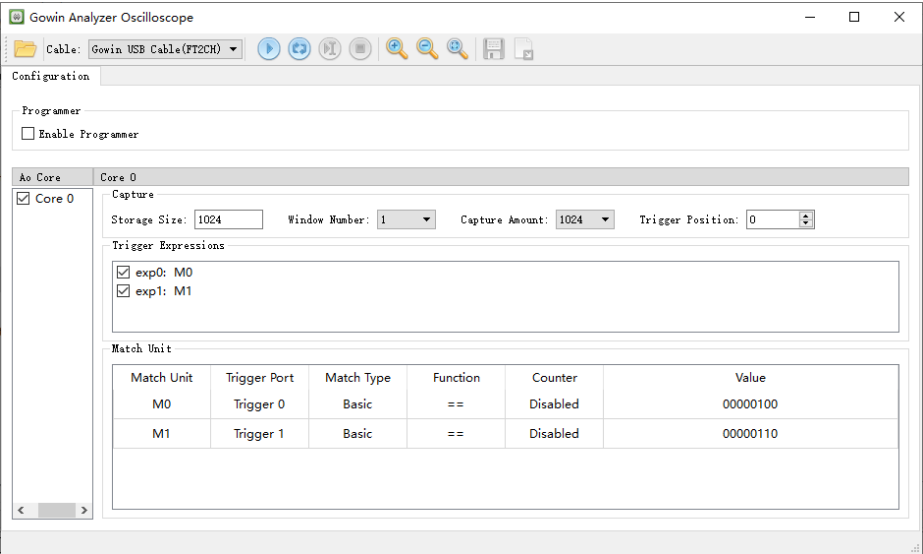 Gowin Analyzer Oscilloscope
Cable: Gowin USB Cable(FT2CH)
Configuration
Programmer
Enable Programmer
Ao Core Core 0
Core 0
Capture
Storage Size: 1024 Window Number: 1 Capture Amount: 1024 Trigger Position: 0
Trigger Expressions
exp0: M0
exp1: M1
Match Unit
Match Unit Trigger Port Match Type Function Counter Value
M0 Trigger 0 Basic == Disabled 00000100
M1 Trigger 1 Basic == Disabled 00000110